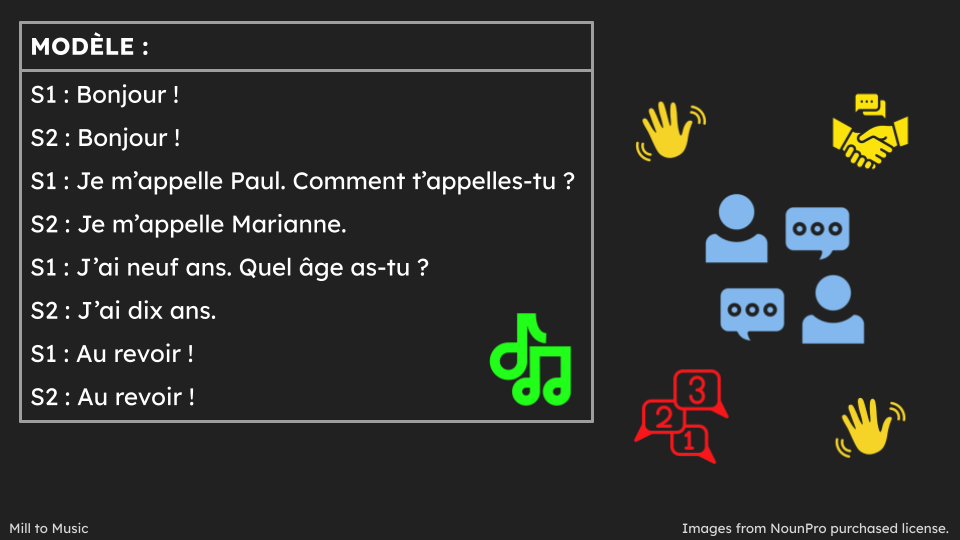 MODÈLE :
S1 : Bonjour !
S2 : Bonjour !
S1 : Je m’appelle Paul. Comment t’appelles-tu ?
S2 : Je m’appelle Marianne.
S1 : J’ai neuf ans. Quel âge as-tu ?
S2 : J’ai dix ans.
S1 : Au revoir !
S2 : Au revoir !
3
2
1
Mill to Music
Images from NounPro purchased license.